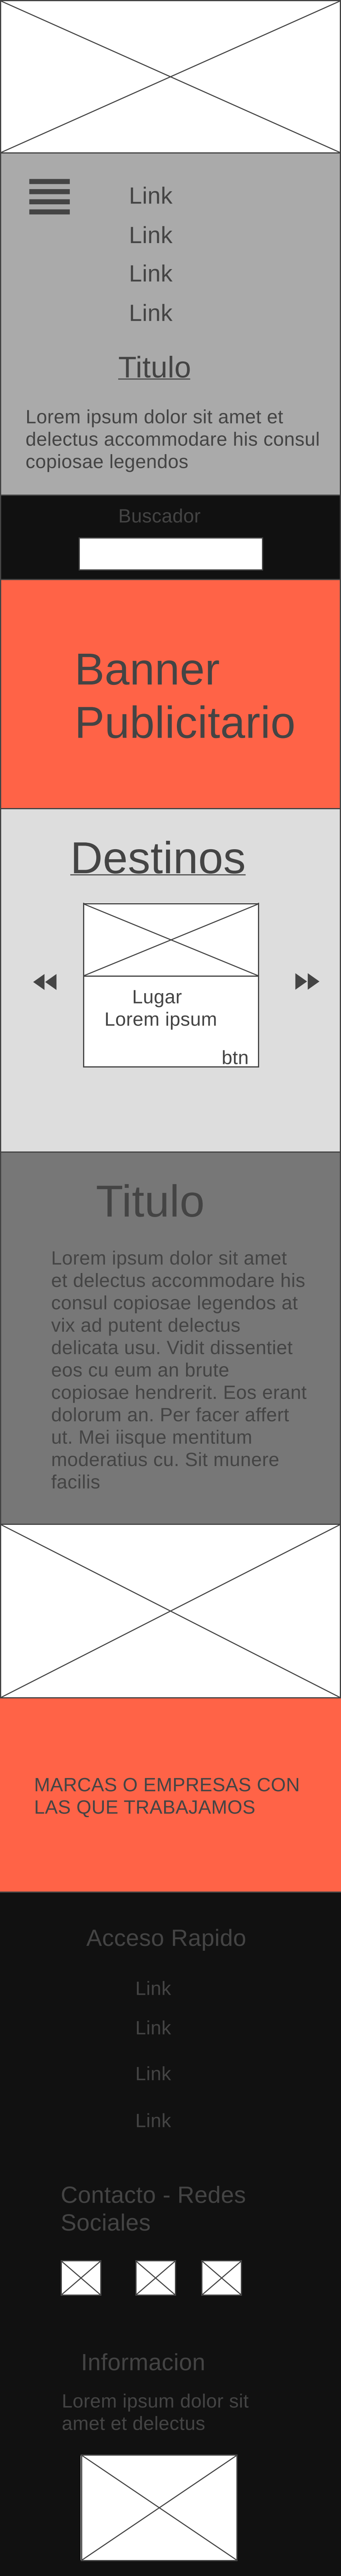 Link
Link
Link
Link
Titulo
Lorem ipsum dolor sit amet et
delectus accommodare his consul
copiosae legendos
Buscador
Banner
Publicitario
Destinos
Lugar
Lorem ipsum
btn
Titulo
Lorem ipsum dolor sit amet
et delectus accommodare his
consul copiosae legendos at
vix ad putent delectus
delicata usu. Vidit dissentiet
eos cu eum an brute
copiosae hendrerit. Eos erant
dolorum an. Per facer affert
ut. Mei iisque mentitum
moderatius cu. Sit munere
facilis
MARCAS O EMPRESAS CON
LAS QUE TRABAJAMOS
Acceso Rapido
Link
Link
Link
Link
Contacto - Redes
Sociales
Informacion
Lorem ipsum dolor sit
amet et delectus